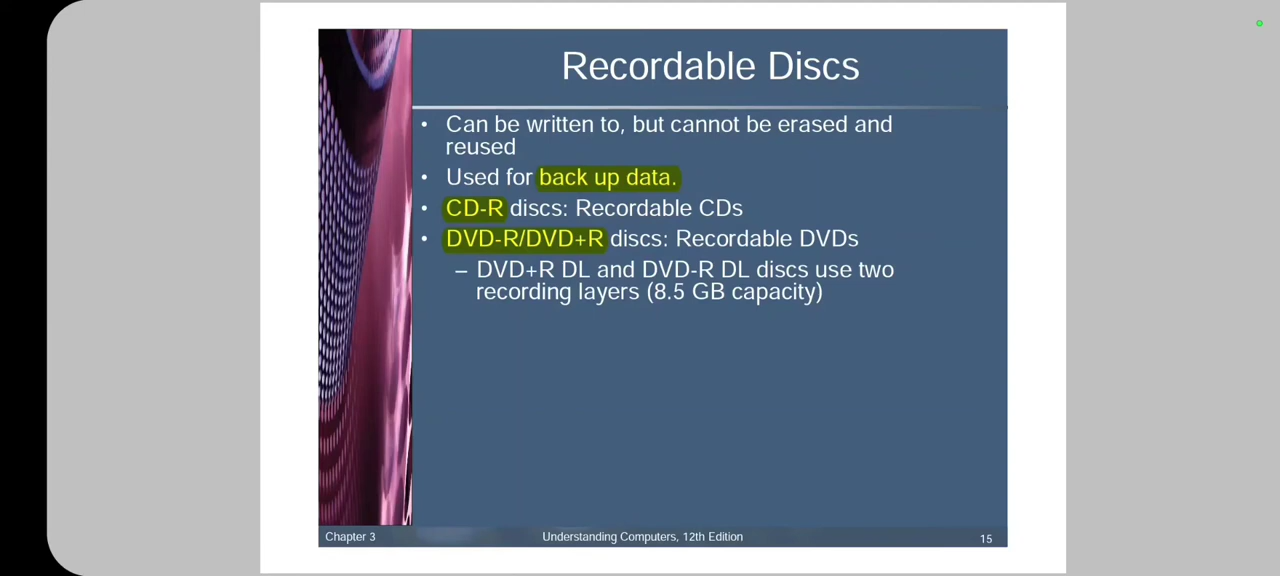 Recordable Discs
• Can be written to, but cannot be erased and
reused
• Used for back up data.
• CD-R discs: Recordable CDs
• DVD-R/DVD+R discs: Recordable DVDs
– DVD+R DL and DVD-R DL discs use two
recording layers (8.5 GB capacity)
Chapter 3
Understanding Computers, 12th Edition
15